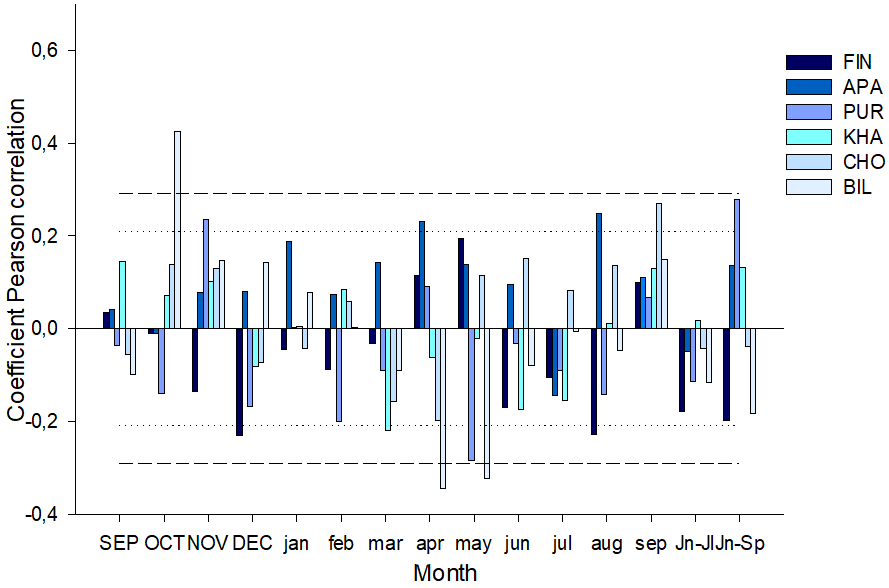 Coefficient Pearson correlation
0,6
0,4
0,2
0,0
-0,2
-0,4
SEP OCT NOV DEC jan feb mar apr may jun jul aug sep Jn-Jl Jn-Sp
Month
FIN
APA
PUR
KHA
CHO
BIL